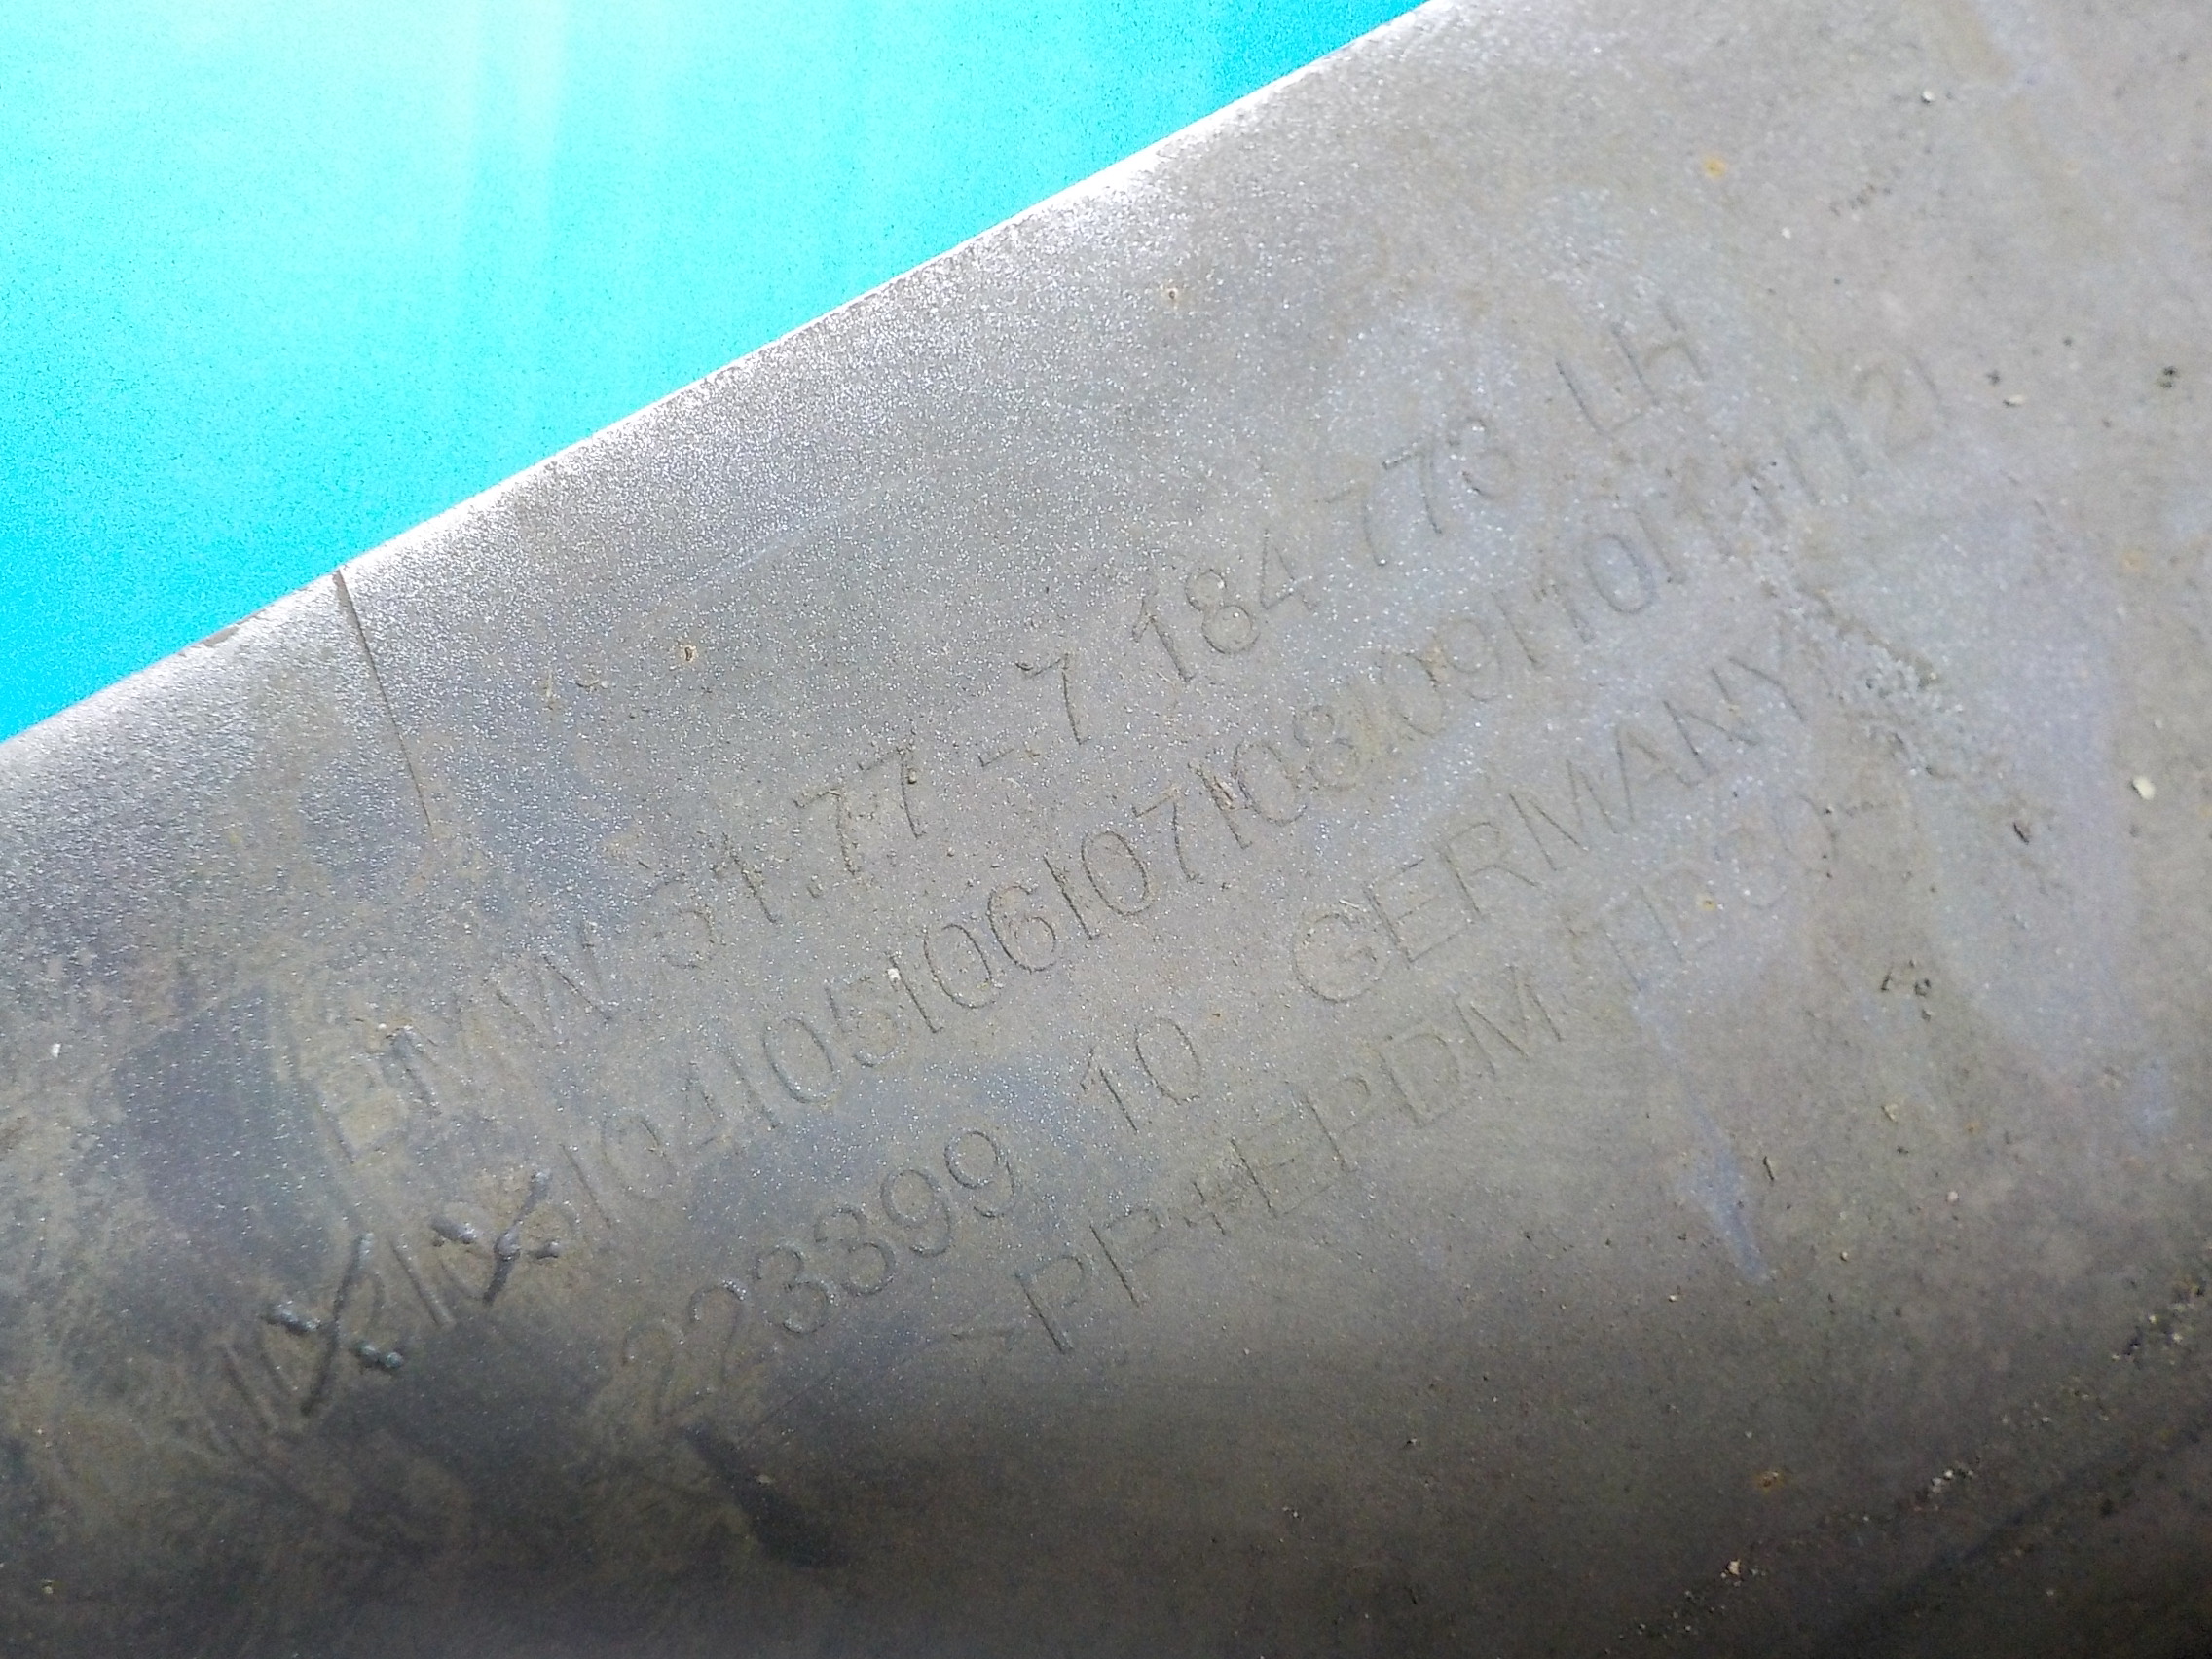 BMW 51.77 - 7 184 773 LH
|X|X|04|05|06|07|08|09|10|11|12|
223399 10 GERMANY
>PP+EPDM-TD30<